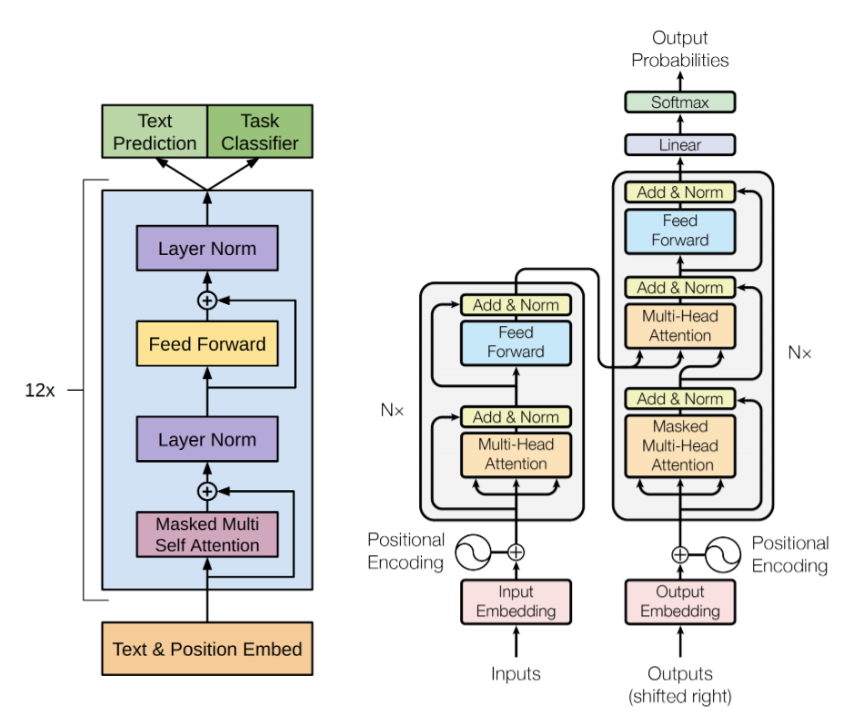 Text
Prediction
Task
Classifier
Layer Norm
+
Feed Forward
Layer Norm
+
Masked Multi
Self Attention
12x
Text & Position Embed
Add & Norm
Feed
Forward
Nx
Add & Norm
Multi-Head
Attention
Positional
Encoding
+
Input
Embedding
Inputs
Output
Probabilities
Softmax
Linear
Add & Norm
Feed
Forward
Add & Norm
Multi-Head
Attention
Nx
Add & Norm
Masked
Multi-Head
Attention
+
Positional
Encoding
Output
Embedding
Outputs
(shifted right)